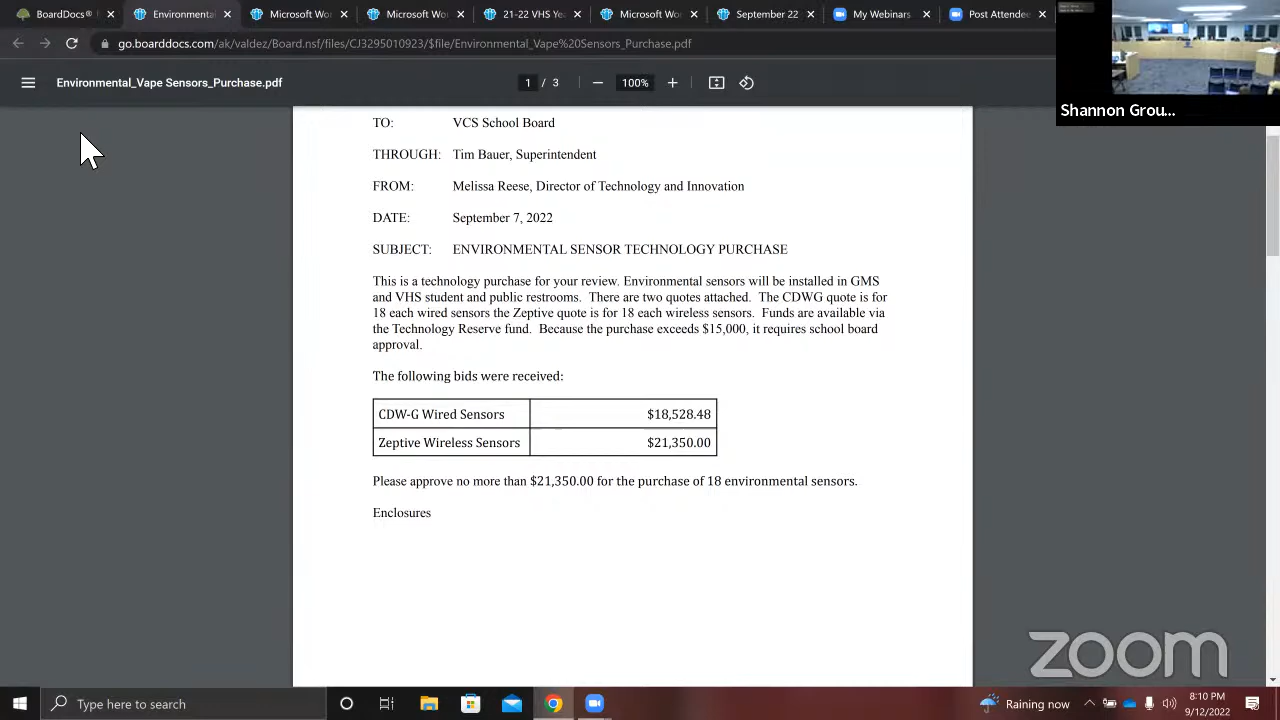 BoardDocs®
Environment
Microsoft Wo
Microsoft Wo
Sept 22 Sch
Microsoft Wo
September 22
My Webinars
Post Attendee
go.boarddocs.com/ak/valdez/Board.nsf/files/CJ3295010923/$file/Environmental_Vape%20Sensors_Purchase.pdf
Environmental_Vape Sensors_Purchase.pdf
1 / 3
100%
Shannon Grou...
TO: VCS School Board
THROUGH: Tim Bauer, Superintendent
FROM: Melissa Reese, Director of Technology and Innovation
DATE: September 7, 2022
SUBJECT: ENVIRONMENTAL SENSOR TECHNOLOGY PURCHASE
This is a technology purchase for your review. Environmental sensors will be installed in GMS
and VHS student and public restrooms. There are two quotes attached. The CDWG quote is for
18 each wired sensors the Zeptive quote is for 18 each wireless sensors. Funds are available via
the Technology Reserve fund. Because the purchase exceeds $15,000, it requires school board
approval.
The following bids were received:
CDW-G Wired Sensors $18,528.48
Zeptive Wireless Sensors $21,350.00
Please approve no more than $21,350.00 for the purchase of 18 environmental sensors.
Enclosures
zoom
Type here to search
Raining now
8:10 PM
9/12/2022